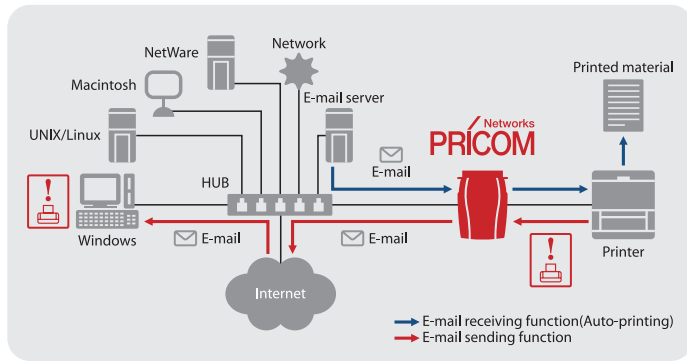 Network
NetWare
Printed material
Macintosh
E-mail server
Networks
PRÍCOM
UNIX/Linux
E-mail
HUB
Windows
E-mail
E-mail
Printer
Internet
E-mail receiving function(Auto-printing)
E-mail sending function